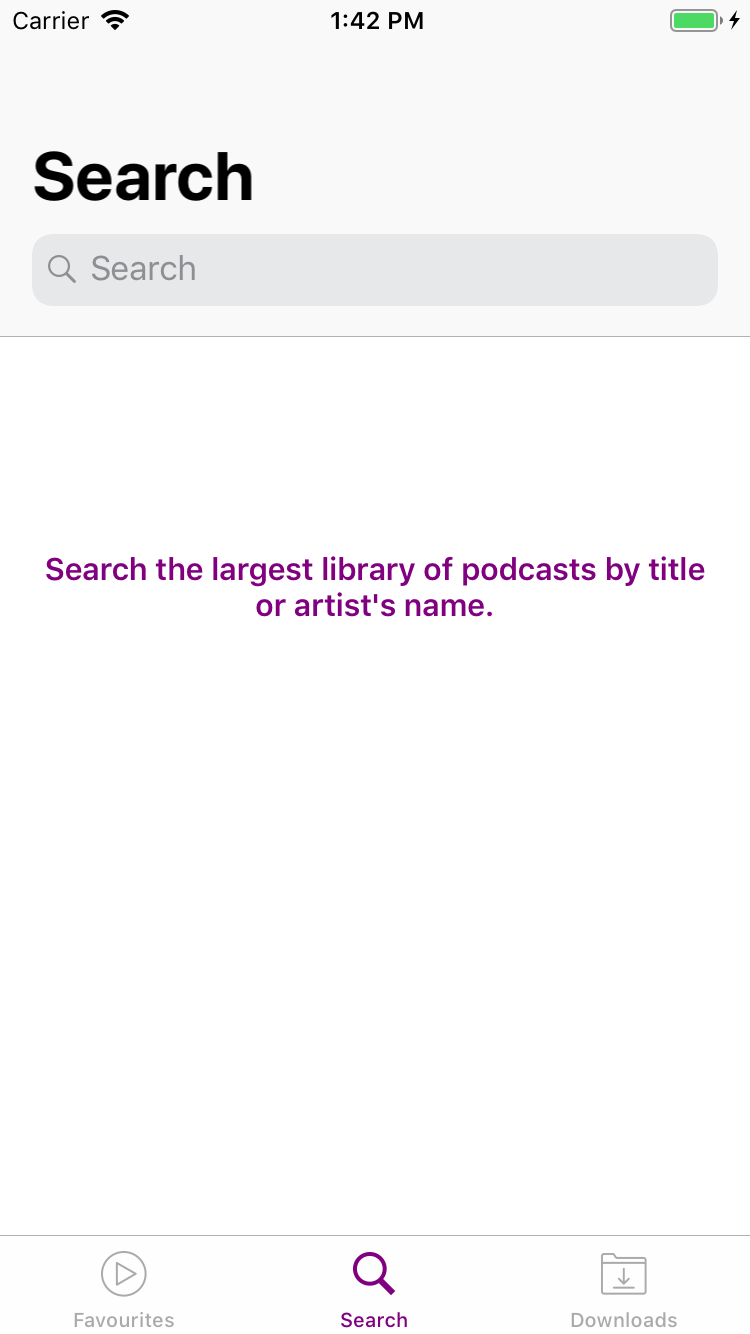 Carrier 1:42 PM
Search
Search
Search the largest library of podcasts by title
or artist's name.
Favourites Search Downloads